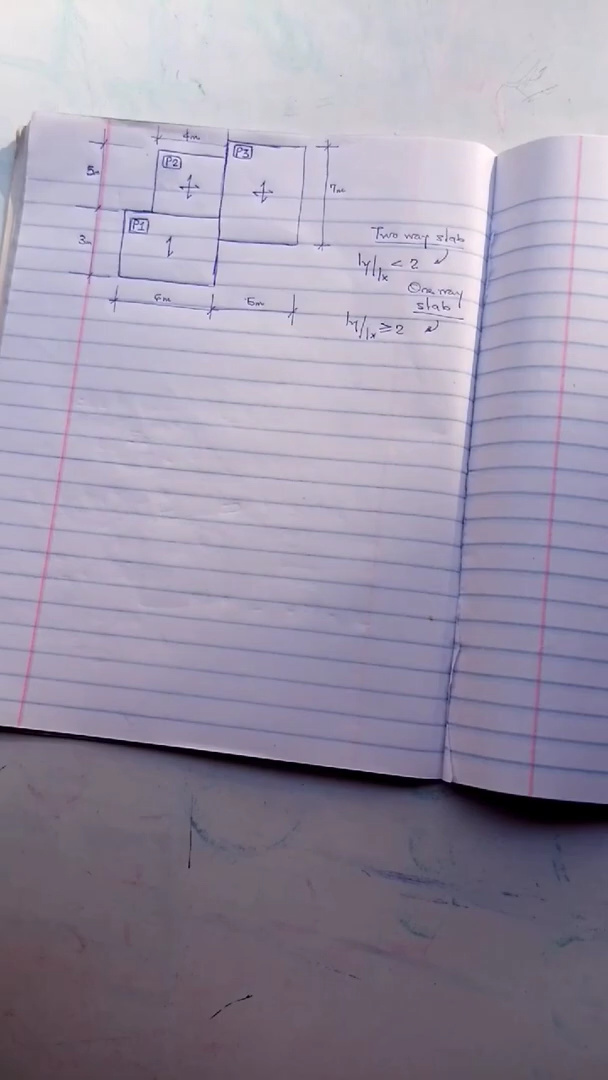 4m
P2
P3
5m
7m
P1
3m
Two way slab
ly/lx < 2
One way
slab
ly/lx ≥ 2
5m